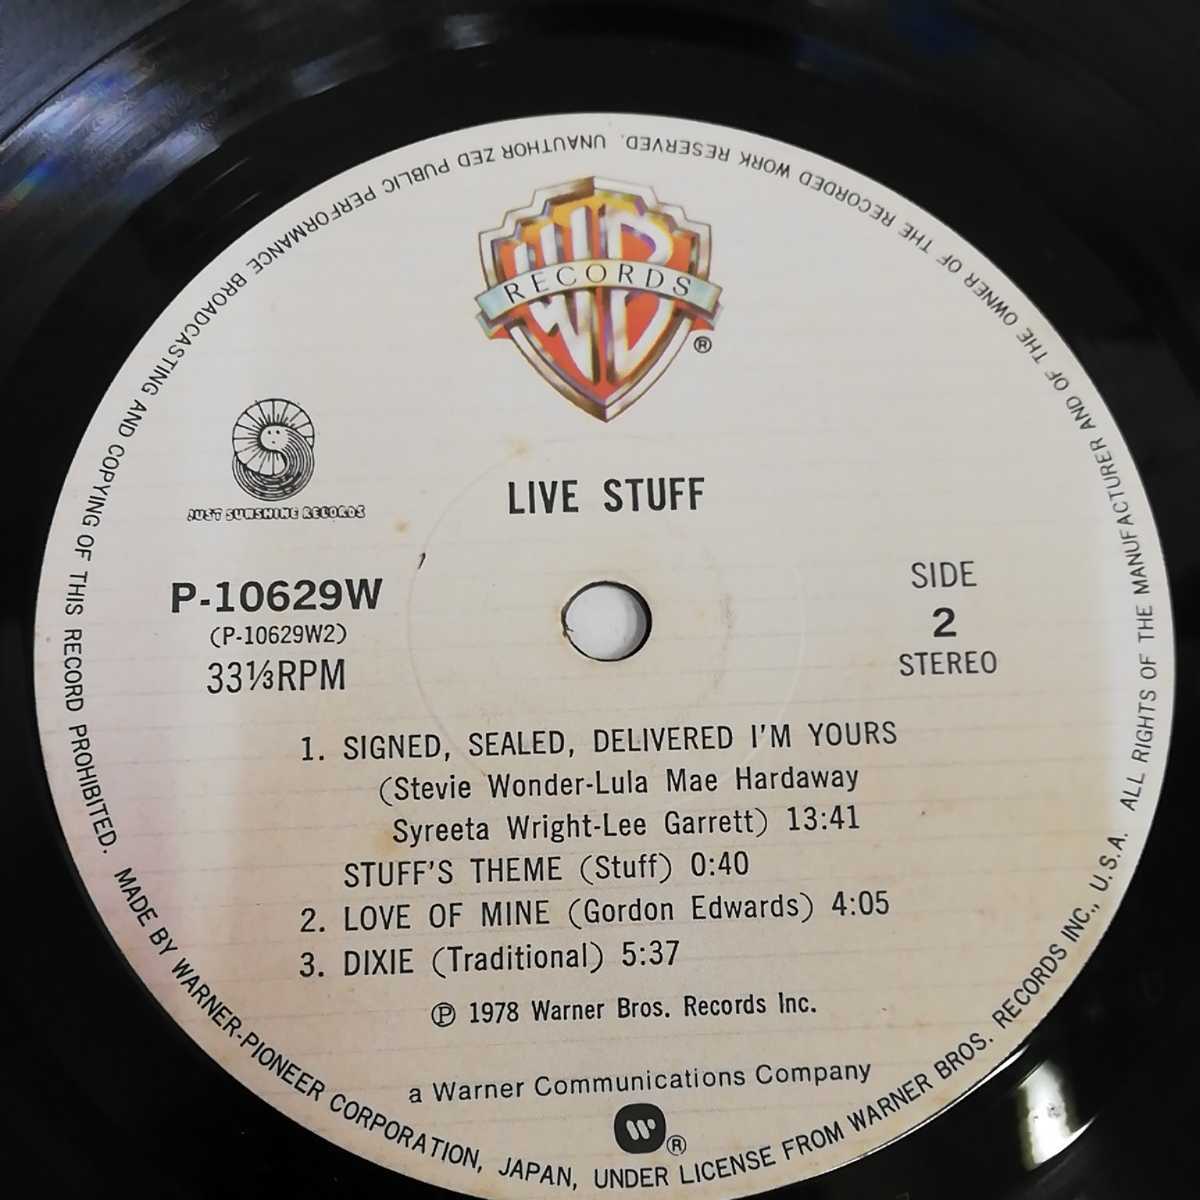 WB
RECORDS
®
JUST SUNSHINE RECORDS
LIVE STUFF
P-10629W
(P-10629W2)
33⅓RPM
SIDE
2
STEREO
1. SIGNED, SEALED, DELIVERED I'M YOURS
(Stevie Wonder-Lula Mae Hardaway
Syreeta Wright-Lee Garrett) 13:41
STUFF'S THEME (Stuff) 0:40
2. LOVE OF MINE (Gordon Edwards) 4:05
3. DIXIE (Traditional) 5:37
℗ 1978 Warner Bros. Records Inc.
a Warner Communications Company
®
MADE BY WARNER-PIONEER CORPORATION, JAPAN, UNDER LICENSE FROM WARNER BROS. RECORDS INC., U.S.A. ALL RIGHTS OF THE MANUFACTURER AND OF THE OWNER OF THE RECORDED WORK RESERVED. UNAUTHOR ZED PUBLIC PERFORMANCE BROADCASTING AND COPYING OF THIS RECORD PROHIBITED.